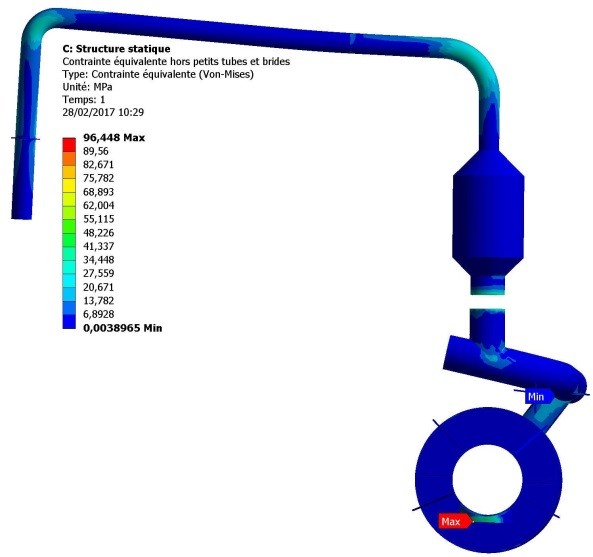 C: Structure statique
Contrainte équivalente hors petits tubes et brides
Type: Contrainte équivalente (Von-Mises)
Unité: MPa
Temps: 1
28/02/2017 10:29
96,448 Max
89,56
82,671
75,782
68,893
62,004
55,115
48,226
41,337
34,448
27,559
20,671
13,782
6,8928
0,0038965 Min
Min
Max